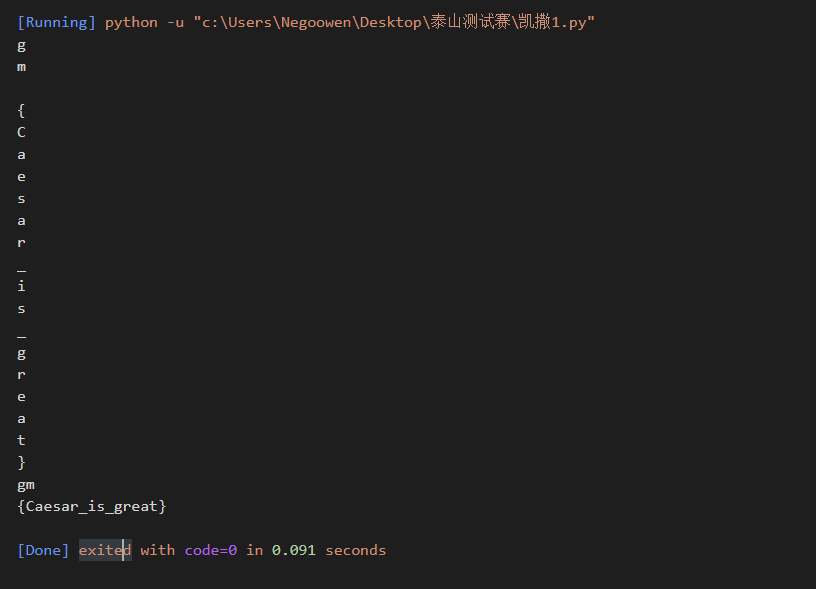 [Running] python -u "c:\Users\Negoowen\Desktop\泰山测试赛\凯撒1.py"
g
m
{
C
a
e
s
a
r
_
i
s
_
g
r
e
a
t
}
gm
{Caesar_is_great}
[Done] exited with code=0 in 0.091 seconds